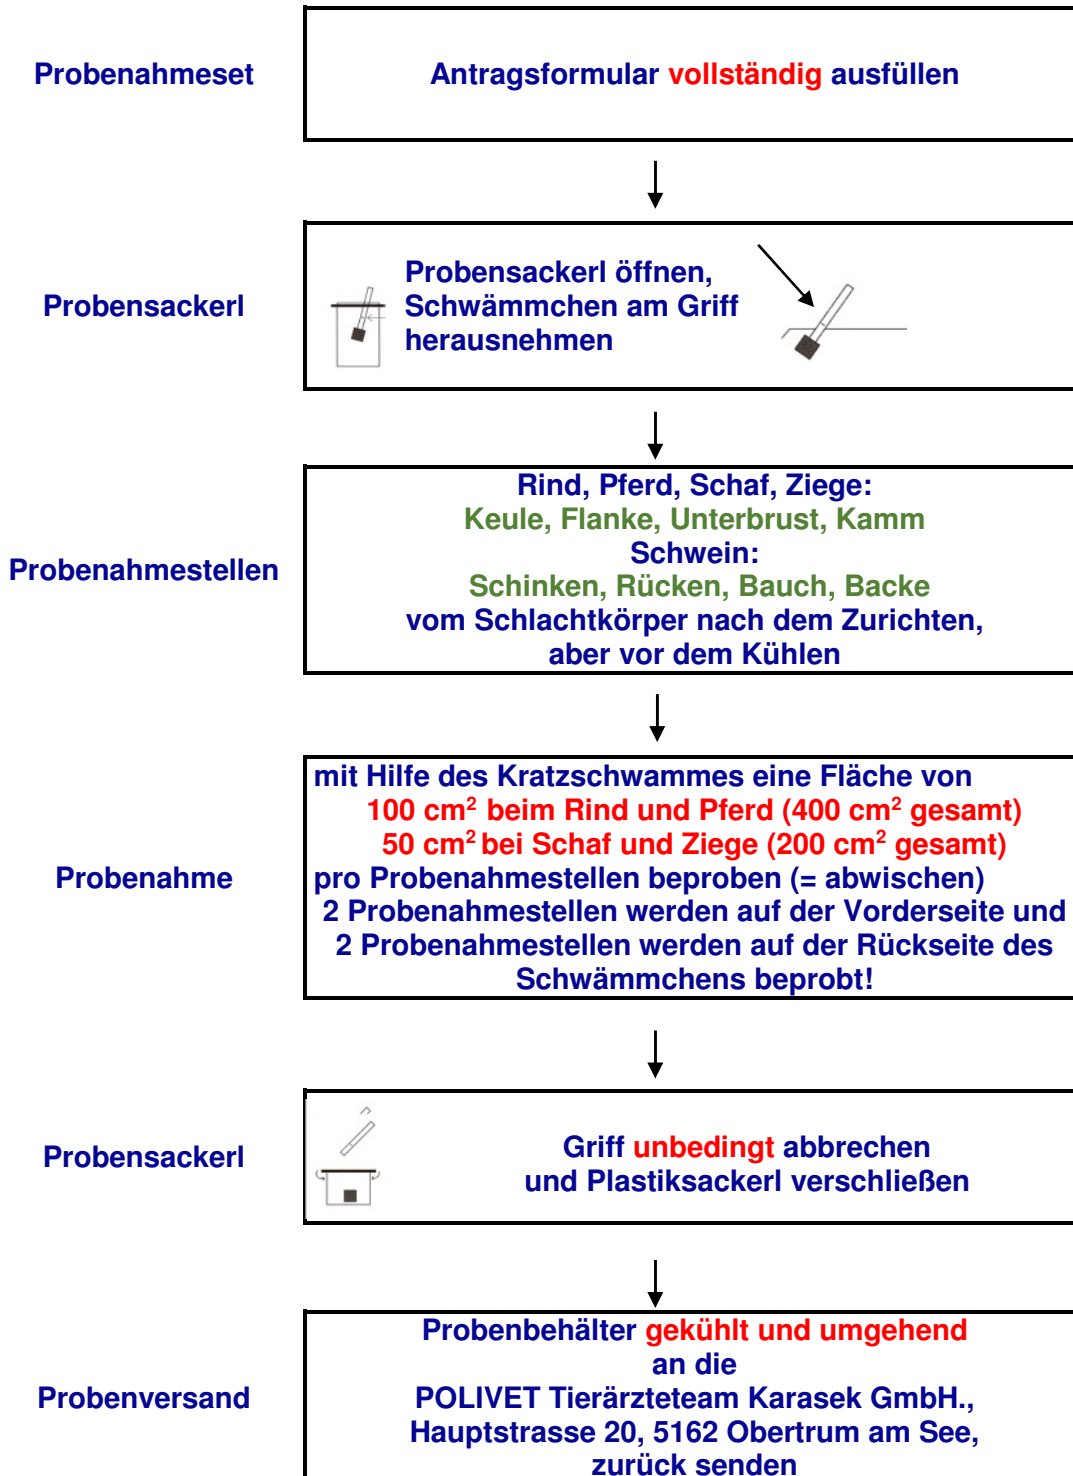 Probenahmeset
Antragsformular vollständig ausfüllen
Probensackerl
Probensackerl öffnen,
Schwämmchen am Griff
herausnehmen
Probenahmestellen
Rind, Pferd, Schaf, Ziege:
Keule, Flanke, Unterbrust, Kamm
Schwein:
Schinken, Rücken, Bauch, Backe
vom Schlachtkörper nach dem Zurichten,
aber vor dem Kühlen
Probenahme
mit Hilfe des Kratzschwammes eine Fläche von
100 cm² beim Rind und Pferd (400 cm² gesamt)
50 cm² bei Schaf und Ziege (200 cm² gesamt)
pro Probenahmestellen beproben (= abwischen)
2 Probenahmestellen werden auf der Vorderseite und
2 Probenahmestellen werden auf der Rückseite des
Schwämmchens beprobt!
Probensackerl
Griff unbedingt abbrechen
und Plastiksackerl verschließen
Probenversand
Probenbehälter gekühlt und umgehend
an die
POLIVET Tierärzteteam Karasek GmbH.,
Hauptstrasse 20, 5162 Obertrum am See,
zurück senden